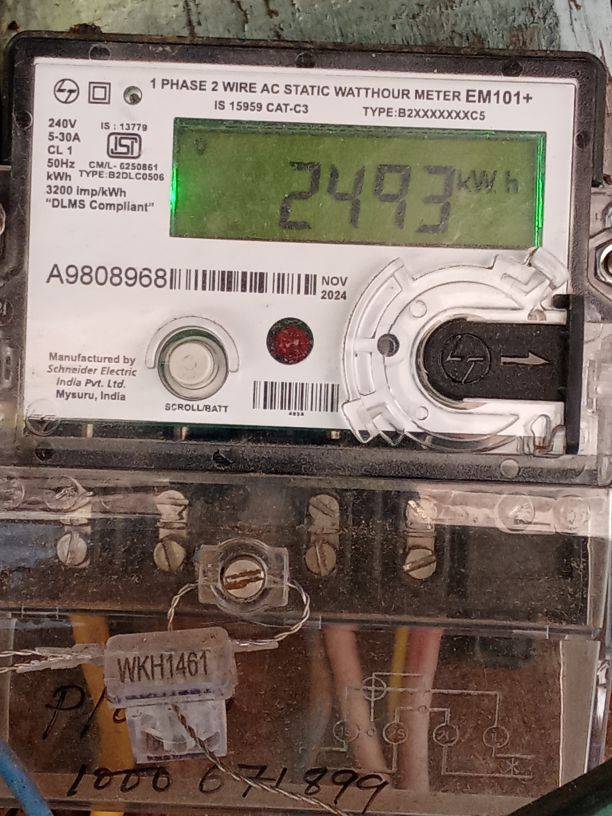 1 PHASE 2 WIRE AC STATIC WATTHOUR METER EM101+
IS 15959 CAT-C3 TYPE:B2XXXXXXXC5
240V
5-30A
CL 1
50Hz
kWh
3200 imp/kWh
"DLMS Compliant"
IS : 13779
ISI
CM/L- 6250861
TYPE:B2DLC0506
2493 kW.h
A9808968
NOV
2024
Manufactured by
Schneider Electric
India Pvt. Ltd.
Mysuru, India
SCROLL/BATT
WKH1461
1000 671899